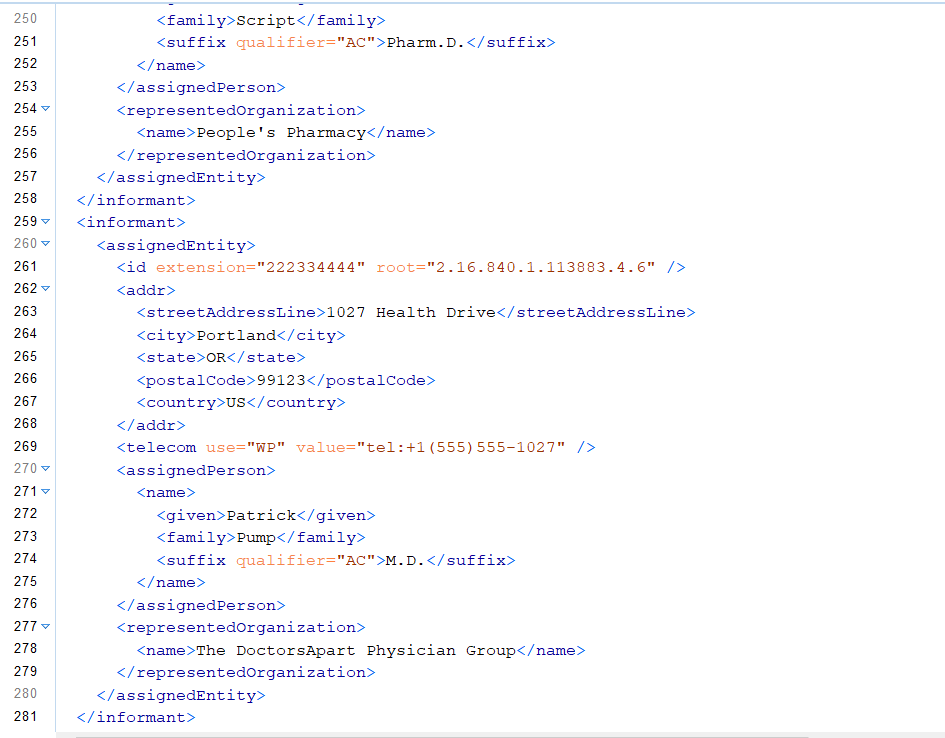 250 <family>Script</family>
251 <suffix qualifier="AC">Pharm.D.</suffix>
252 </name>
253 </assignedPerson>
254 <representedOrganization>
255 <name>People's Pharmacy</name>
256 </representedOrganization>
257 </assignedEntity>
258 </informant>
259 <informant>
260 <assignedEntity>
261 <id extension="222334444" root="2.16.840.1.113883.4.6" />
262 <addr>
263 <streetAddressLine>1027 Health Drive</streetAddressLine>
264 <city>Portland</city>
265 <state>OR</state>
266 <postalCode>99123</postalCode>
267 <country>US</country>
268 </addr>
269 <telecom use="WP" value="tel:+1(555)555-1027" />
270 <assignedPerson>
271 <name>
272 <given>Patrick</given>
273 <family>Pump</family>
274 <suffix qualifier="AC">M.D.</suffix>
275 </name>
276 </assignedPerson>
277 <representedOrganization>
278 <name>The DoctorsApart Physician Group</name>
279 </representedOrganization>
280 </assignedEntity>
281 </informant>